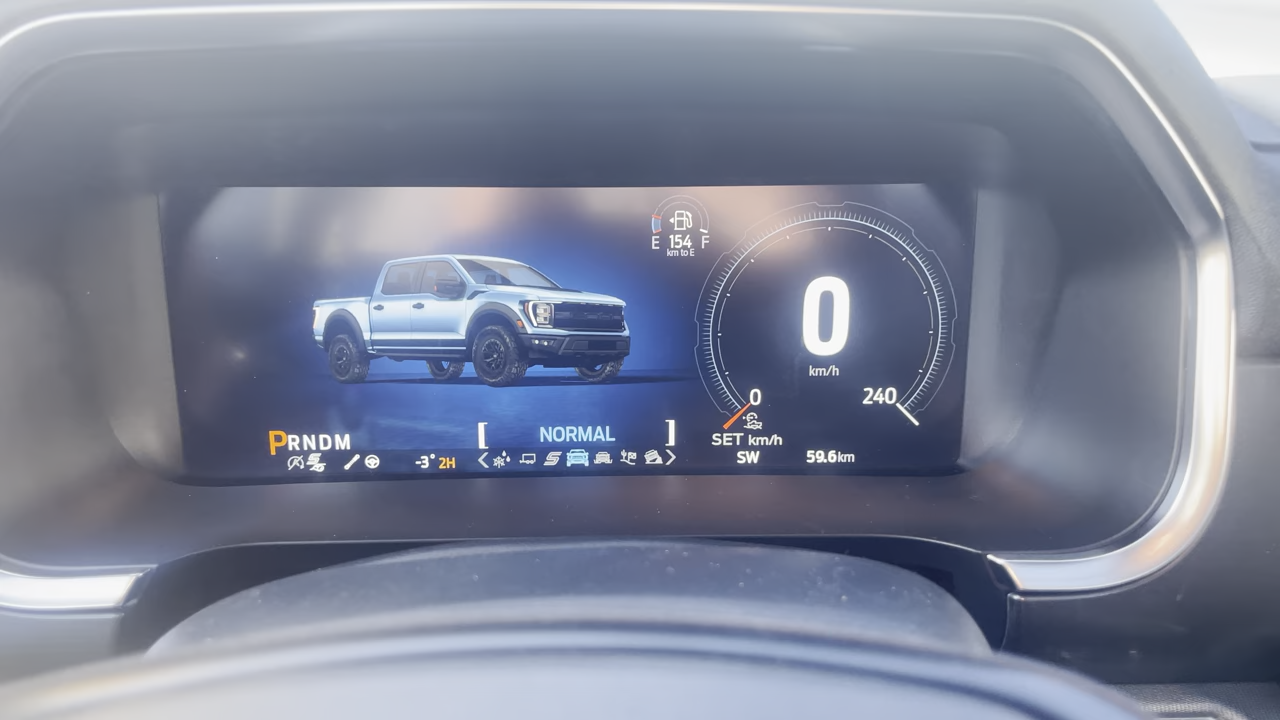 E 154 F
km to E
0
km/h
0
240
PRNDM
[ NORMAL ]
SET km/h
-3° 2H
SW
59.6km